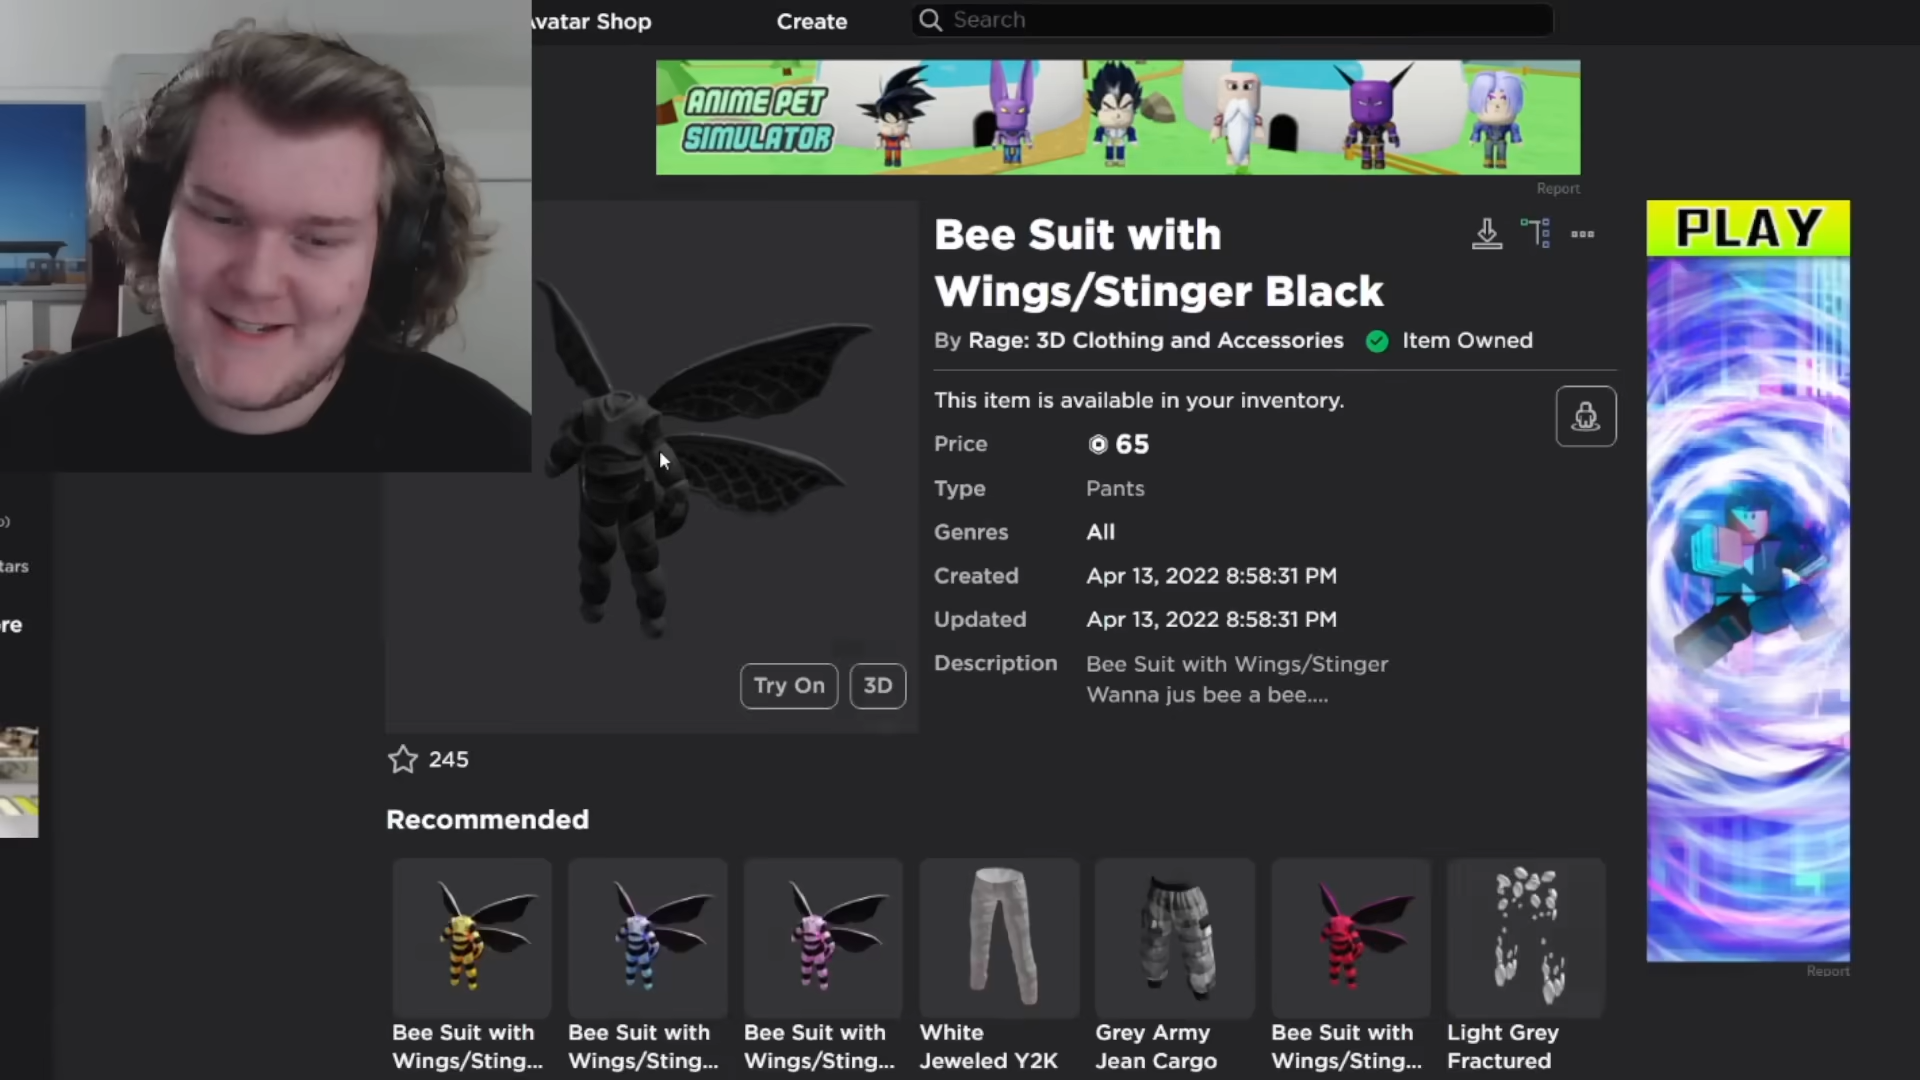 Avatar Shop
Create
Search
ANIME PET
SIMULATOR
Report
Bee Suit with
Wings/Stinger Black
By Rage: 3D Clothing and Accessories
Item Owned
This item is available in your inventory.
Price 65
Type Pants
Genres All
Created Apr 13, 2022 8:58:31 PM
Updated Apr 13, 2022 8:58:31 PM
Description Bee Suit with Wings/Stinger
Wanna jus bee a bee....
Try On
3D
PLAY
Report
tars
re
245
Recommended
Bee Suit with
Wings/Sting...
Bee Suit with
Wings/Sting...
Bee Suit with
Wings/Sting...
White
Jeweled Y2K
Grey Army
Jean Cargo
Bee Suit with
Wings/Sting...
Light Grey
Fractured